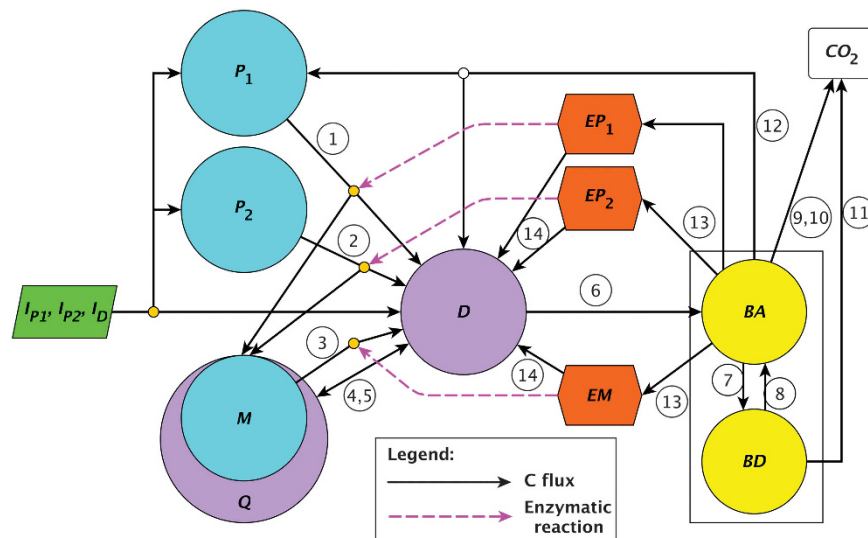 P1
CO2
1
EP1
12
P2
EP2
2
13
9,10
11
14
IP1, IP2, ID
D
6
BA
3
14
EM
13
7
8
4,5
M
Q
BD
Legend:
C flux
Enzymatic
reaction